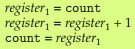 register₁ = count
register₁ = register₁ + 1
count = register₁